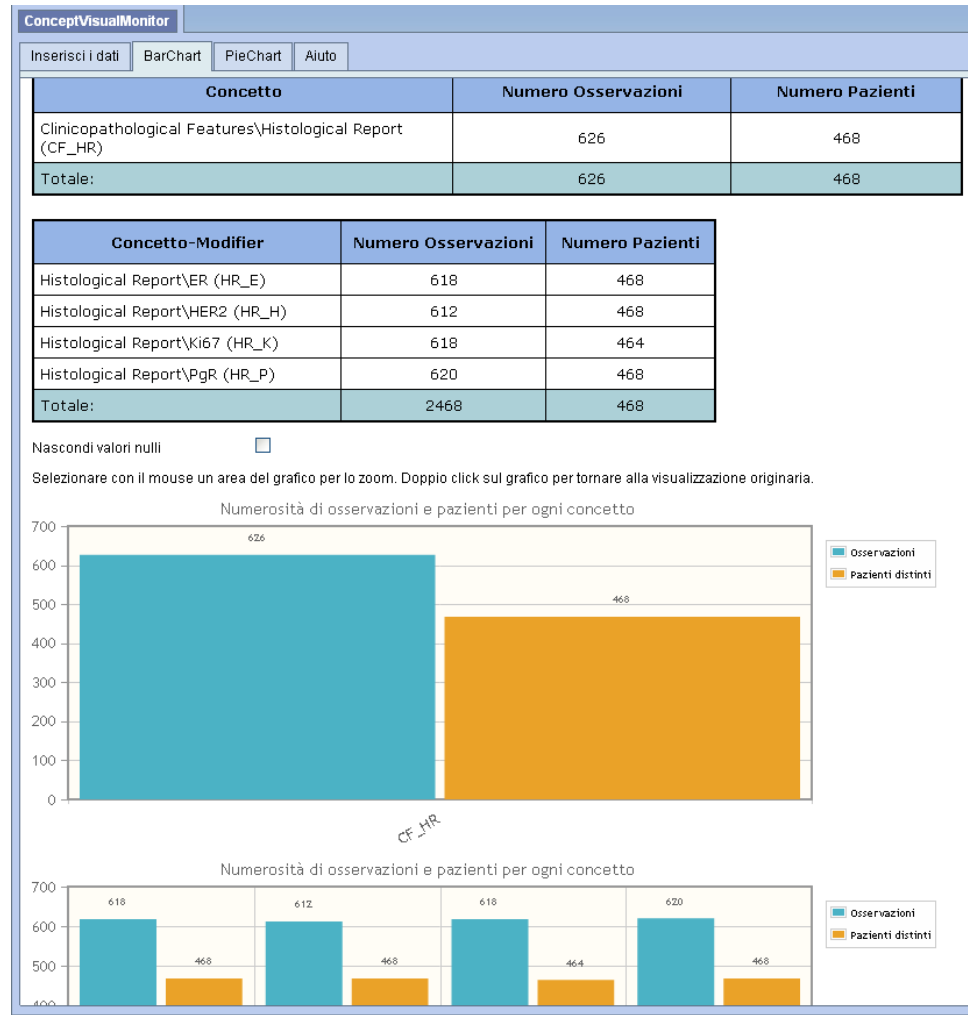 ConceptVisualMonitor
Inserisci i dati BarChart PieChart Aiuto
Concetto Numero Osservazioni Numero Pazienti
Clinicopathological Features\Histological Report
(CF_HR) 626 468
Totale: 626 468
Concetto-Modifier Numero Osservazioni Numero Pazienti
Histological Report\ER (HR_E) 618 468
Histological Report\HER2 (HR_H) 612 468
Histological Report\Ki67 (HR_K) 618 464
Histological Report\PgR (HR_P) 620 468
Totale: 2468 468
Nascondi valori nulli
Selezionare con il mouse un area del grafico per lo zoom. Doppio click sul grafico per tornare alla visualizzazione originaria.
Numerosità di osservazioni e pazienti per ogni concetto
700
626
Osservazioni
600
Pazienti distinti
500
468
400
300
200
100
0
CF_HR
Numerosità di osservazioni e pazienti per ogni concetto
700
618 612 618 620
Osservazioni
600
Pazienti distinti
500
468 468 464 468
400